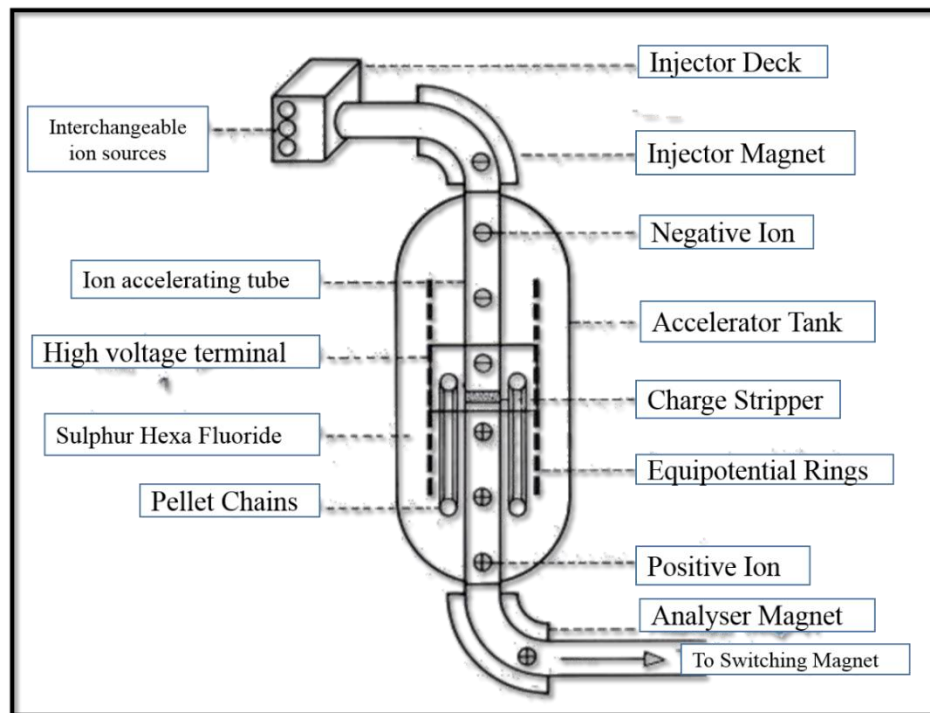 Injector Deck
Interchangeable
ion sources
Injector Magnet
Negative Ion
Ion accelerating tube
Accelerator Tank
High voltage terminal
Charge Stripper
Sulphur Hexa Fluoride
Equipotential Rings
Pellet Chains
Positive Ion
Analyser Magnet
To Switching Magnet